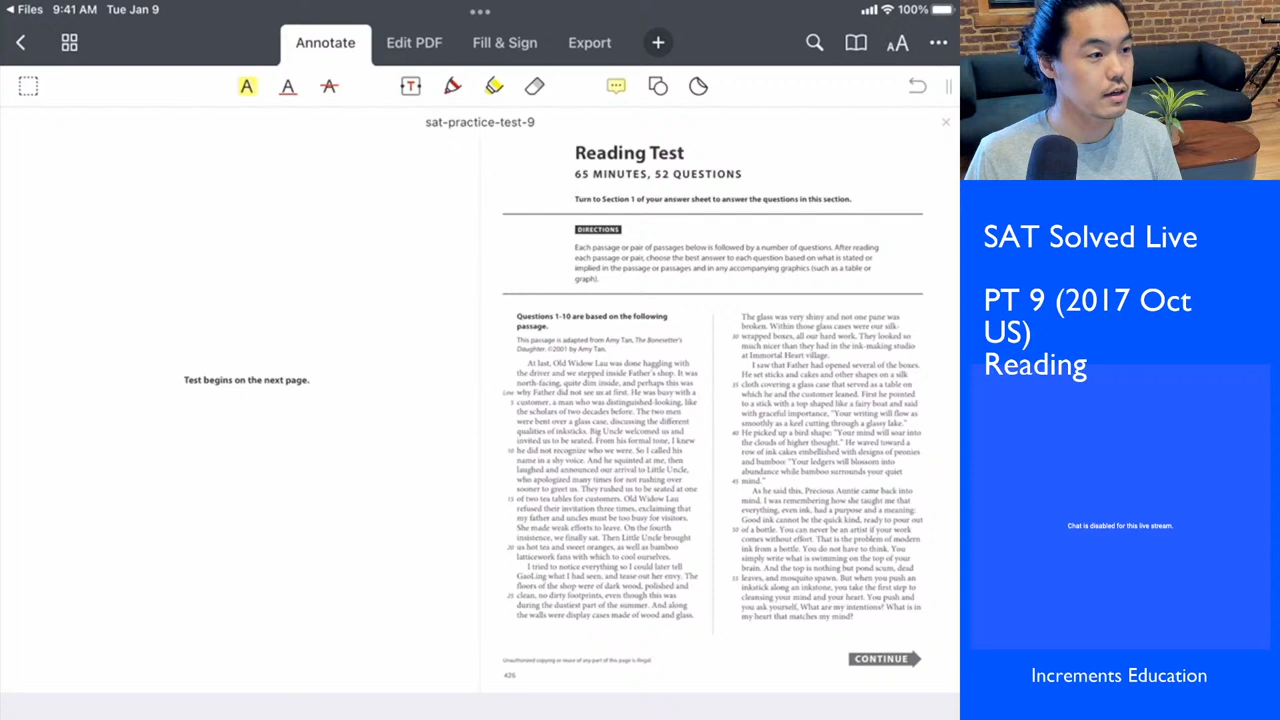 Files 9:41 AM Tue Jan 9 100%
Annotate Edit PDF Fill & Sign Export
AA
A A A T
sat-practice-test-9
Test begins on the next page.
Reading Test
65 MINUTES, 52 QUESTIONS
Turn to Section 1 of your answer sheet to answer the questions in this section.
DIRECTIONS
Each passage or pair of passages below is followed by a number of questions. After reading
each passage or pair, choose the best answer to each question based on what is stated or
implied in the passage or passages and in any accompanying graphics (such as a table or
graph).
Questions 1-10 are based on the following
passage.
This passage is adapted from Amy Tan, The Bonesetter's
Daughter. ©2001 by Amy Tan.
At last, Old Widow Lau was done haggling with
the driver and we stepped inside Father's shop. It was
north-facing, quite dim inside, and perhaps this was
Line why Father did not see us at first. He was busy with a
5 customer, a man who was distinguished-looking, like
the scholars of two decades before. The two men
were bent over a glass case, discussing the different
qualities of inksticks. Big Uncle welcomed us and
invited us to be seated. From his formal tone, I knew
10 he did not recognize who we were. So I called his
name in a shy voice. And he squinted at me, then
laughed and announced our arrival to Little Uncle,
who apologized many times for not rushing over
sooner to greet us. They rushed us to be seated at one
15 of two tea tables for customers. Old Widow Lau
refused their invitation three times, exclaiming that
my father and uncles must be too busy for visitors.
She made weak efforts to leave. On the fourth
insistence, we finally sat. Then Little Uncle brought
20 us hot tea and sweet oranges, as well as bamboo
latticework fans with which to cool ourselves.
I tried to notice everything so I could later tell
GaoLing what I had seen, and tease out her envy. The
floors of the shop were of dark wood, polished and
25 clean, no dirty footprints, even though this was
during the dustiest part of the summer. And along
the walls were display cases made of wood and glass.
The glass was very shiny and not one pane was
broken. Within those glass cases were our silk-
30 wrapped boxes, all our hard work. They looked so
much nicer than they had in the ink-making studio
at Immortal Heart village.
I saw that Father had opened several of the boxes.
He set sticks and cakes and other shapes on a silk
35 cloth covering a glass case that served as a table on
which he and the customer leaned. First he pointed
to a stick with a top shaped like a fairy boat and said
with graceful importance, "Your writing will flow as
smoothly as a keel cutting through a glassy lake."
40 He picked up a bird shape: "Your mind will soar into
the clouds of higher thought." He waved toward a
row of ink cakes embellished with designs of peonies
and bamboo: "Your ledgers will blossom into
abundance while bamboo surrounds your quiet
45 mind."
As he said this, Precious Auntie came back into
mind. I was remembering how she taught me that
everything, even ink, had a purpose and a meaning:
Good ink cannot be the quick kind, ready to pour out
50 of a bottle. You can never be an artist if your work
comes without effort. That is the problem of modern
ink from a bottle. You do not have to think. You
simply write what is swimming on the top of your
brain. And the top is nothing but pond scum, dead
55 leaves, and mosquito spawn. But when you push an
inkstick along an inkstone, you take the first step to
cleansing your mind and your heart. You push and
you ask yourself, What are my intentions? What is in
my heart that matches my mind?
Unauthorized copying or reuse of any part of this page is illegal.
CONTINUE
426
SAT Solved Live
PT 9 (2017 Oct
US)
Reading
Chat is disabled for this live stream.
Increments Education